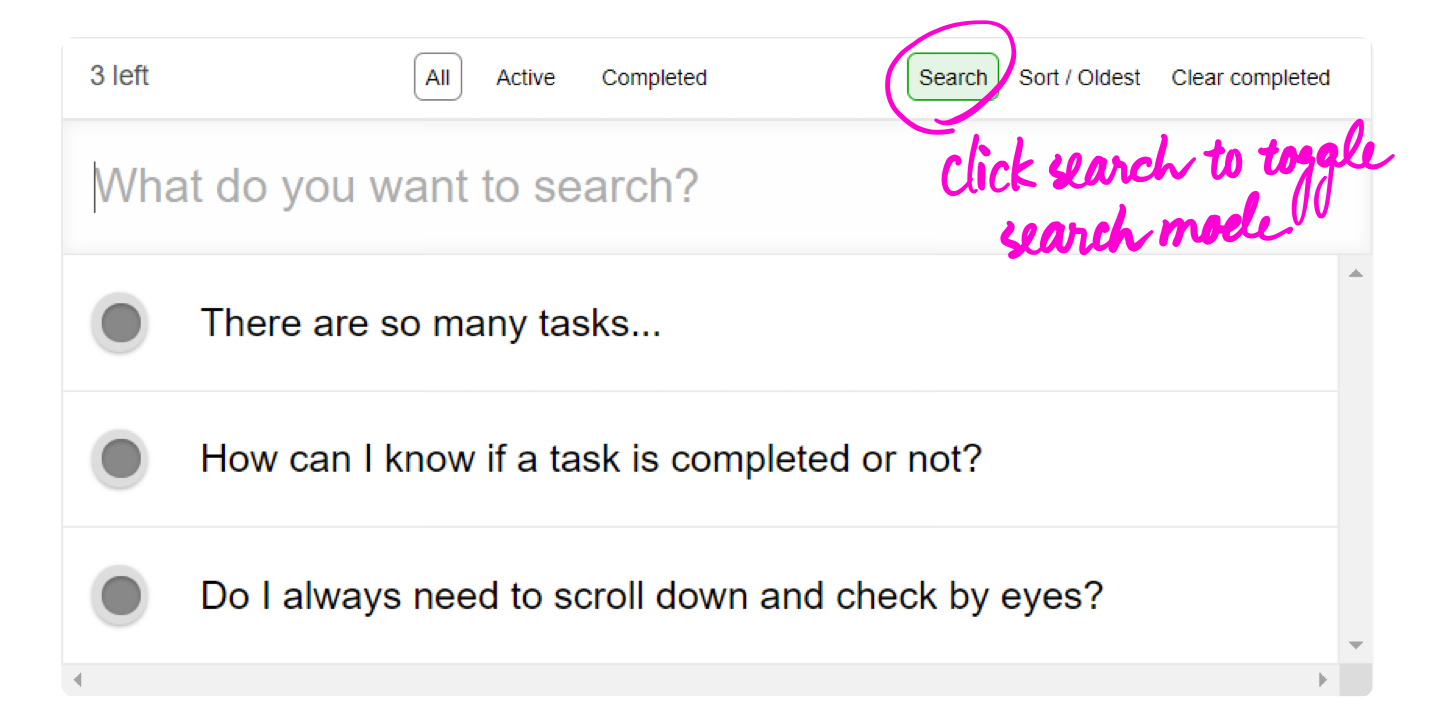 3 left All Active Completed Search Sort / Oldest Clear completed
What do you want to search?
click search to toggle
search mode.
There are so many tasks...
How can I know if a task is completed or not?
Do I always need to scroll down and check by eyes?